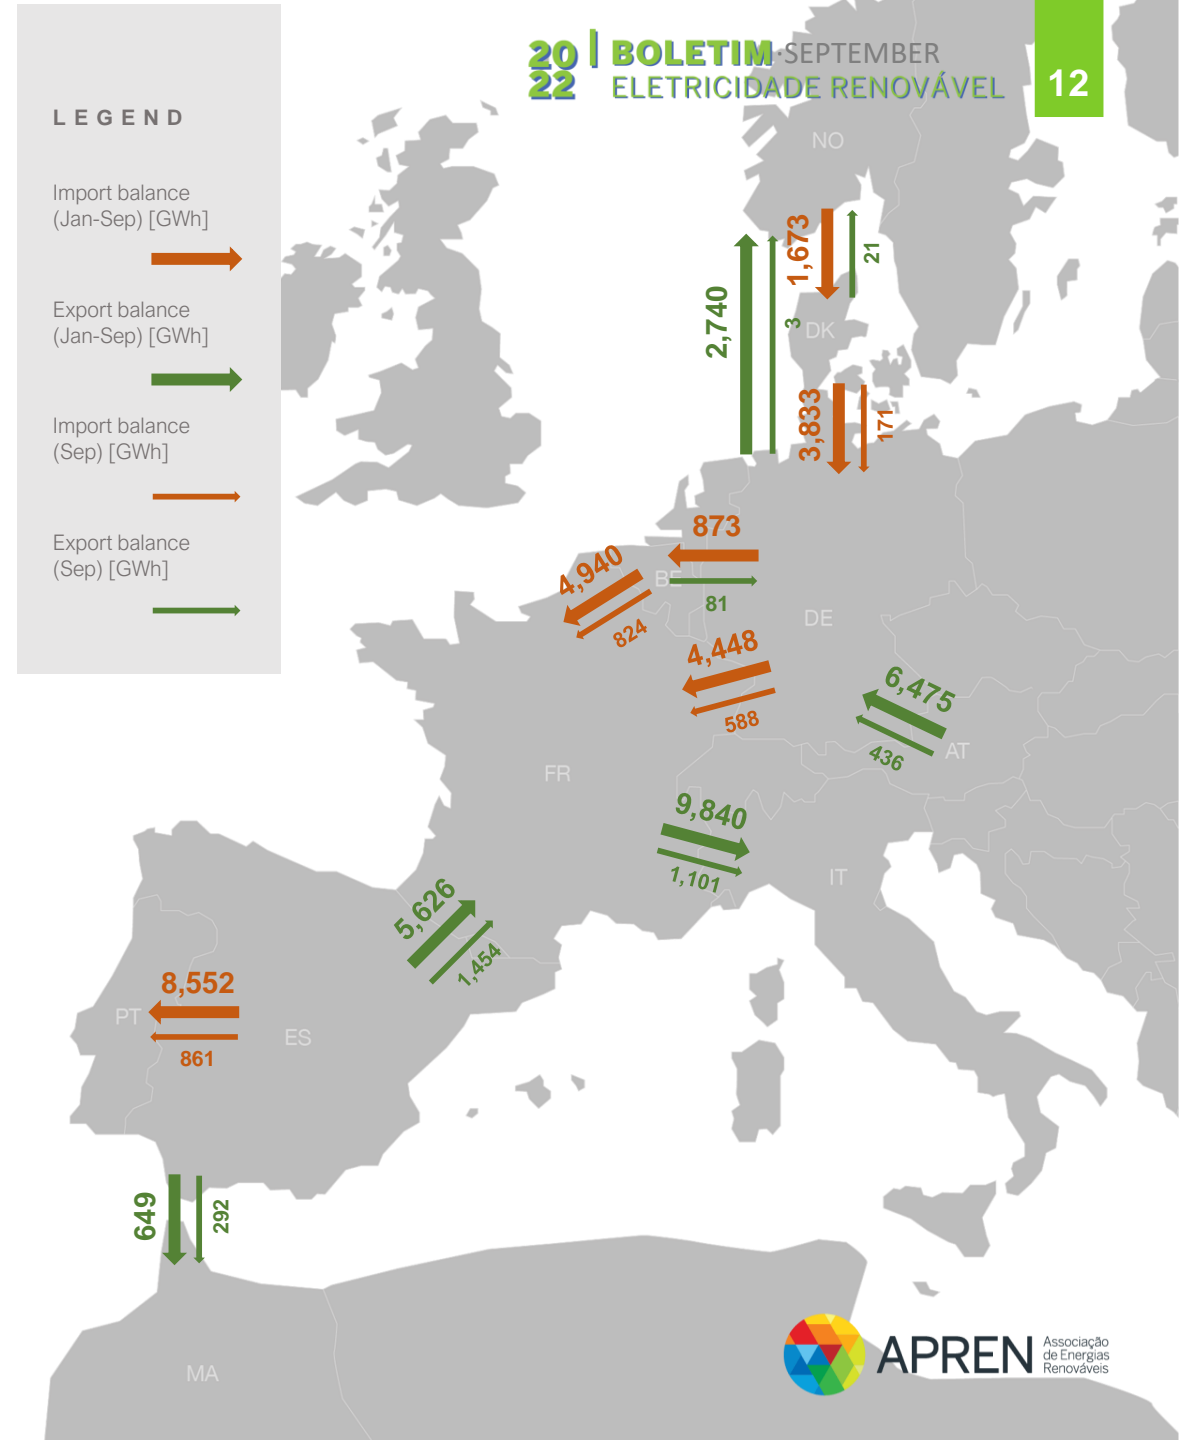 20 | BOLETIM·SEPTEMBER
22 ELETRICIDADE RENOVÁVEL
12
LEGEND
Import balance
(Jan-Sep) [GWh]
Export balance
(Jan-Sep) [GWh]
Import balance
(Sep) [GWh]
Export balance
(Sep) [GWh]
NO
1,673
21
2,740
3
DK
3,833
171
873
4,940
BE
81
824
DE
4,448
588
6,475
436
AT
FR
9,840
1,101
IT
5,626
1,454
8,552
PT
861
ES
649
292
MA
APREN
Associação
de Energias
Renováveis